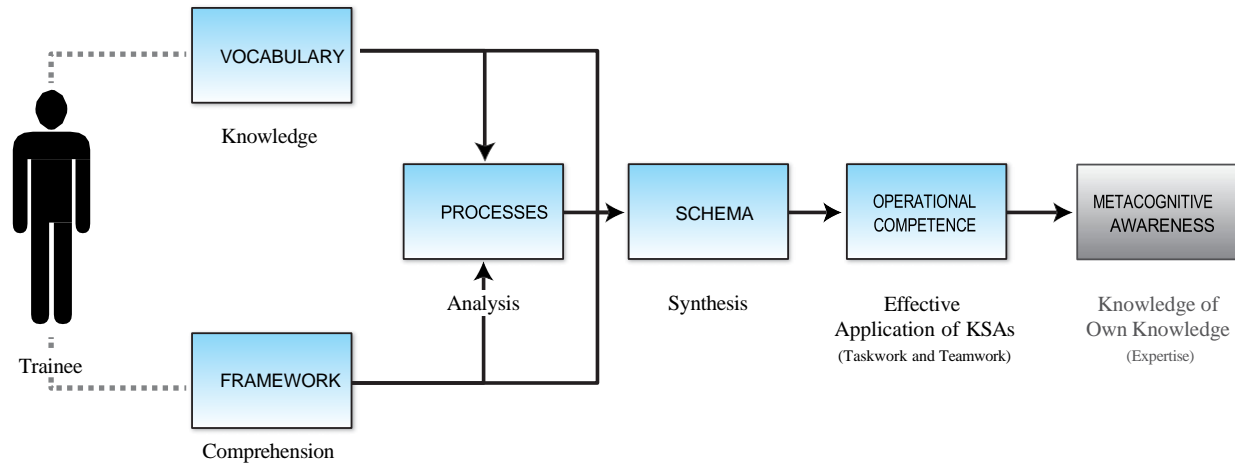 VOCABULARY
Knowledge
Trainee
FRAMEWORK
Comprehension
PROCESSES
Analysis
SCHEMA
Synthesis
OPERATIONAL
COMPETENCE
Effective
Application of KSAs
(Taskwork and Teamwork)
METACOGNITIVE
AWARENESS
Knowledge of
Own Knowledge
(Expertise)